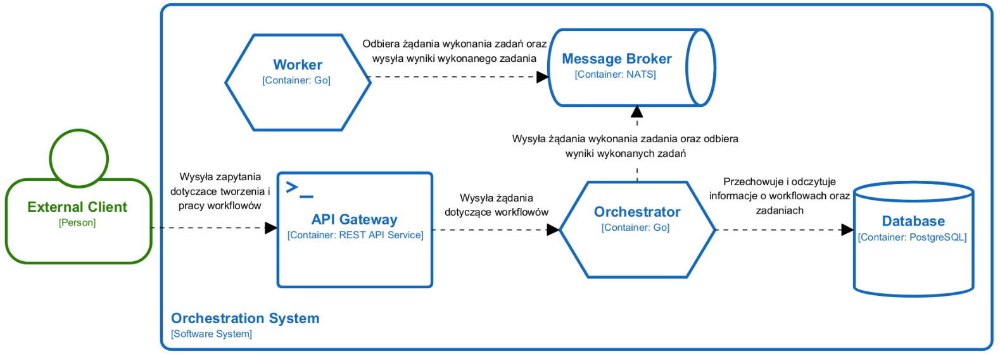 Worker
[Container: Go]
Odbiera żądania wykonania zadań oraz
wysyła wyniki wykonanego zadania
Message Broker
[Container: NATS]
Wysyła żądania wykonania zadania oraz odbiera
wyniki wykonanych zadań
External Client
[Person]
Wysyła zapytania
dotyczace tworzenia i
pracy workflowów
>_
API Gateway
[Container: REST API Service]
Wysyła żądania
dotyczące workflowów
Orchestrator
[Container: Go]
Przechowuje i odczytuje
informacje o workflowach oraz
zadaniach
Database
[Container: PostgreSQL]
Orchestration System
[Software System]